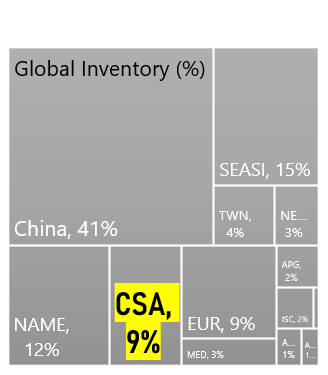 Global Inventory (%)
China, 41%
SEASI, 15%
TWN,
4%
NE...
3%
NAME,
12%
CSA,
9%
EUR, 9%
MED, 3%
APG,
2%
ISC, 2%
A...
1%
A...
1...